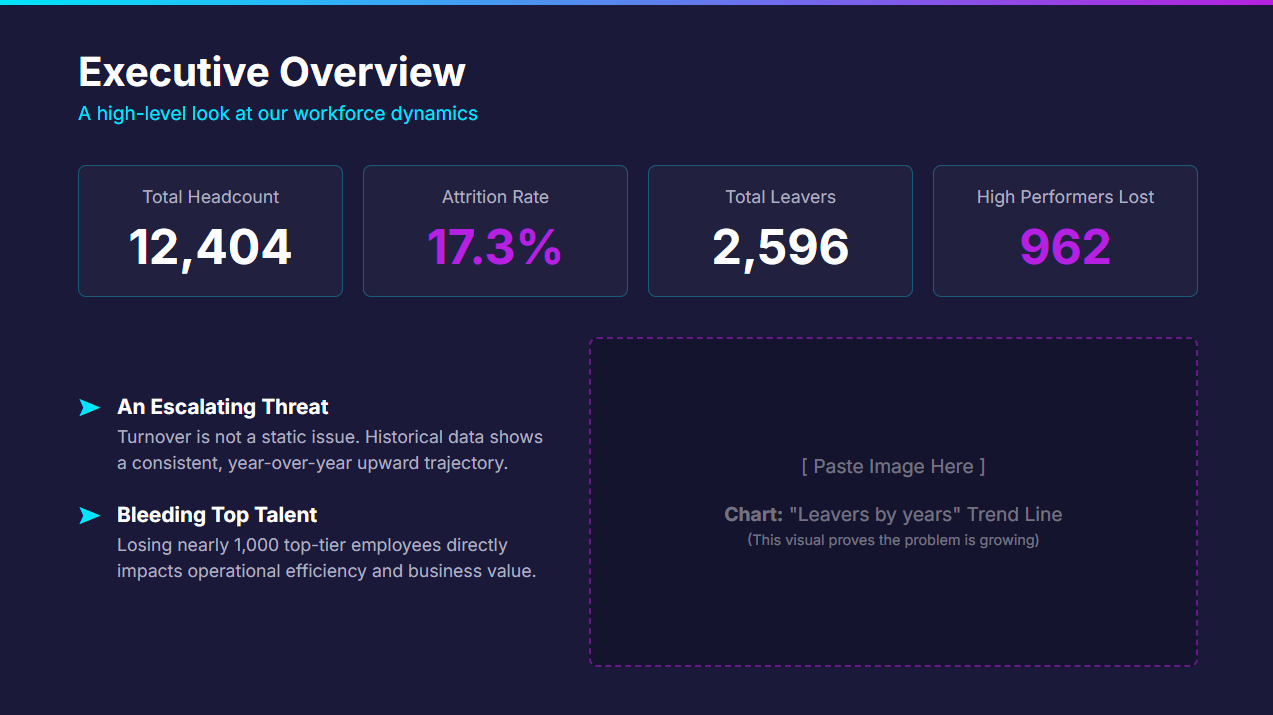 Executive Overview
A high-level look at our workforce dynamics
Total Headcount
12,404
Attrition Rate
17.3%
Total Leavers
2,596
High Performers Lost
962
An Escalating Threat
Turnover is not a static issue. Historical data shows
a consistent, year-over-year upward trajectory.
Bleeding Top Talent
Losing nearly 1,000 top-tier employees directly
impacts operational efficiency and business value.
[ Paste Image Here ]
Chart: "Leavers by years" Trend Line
(This visual proves the problem is growing)